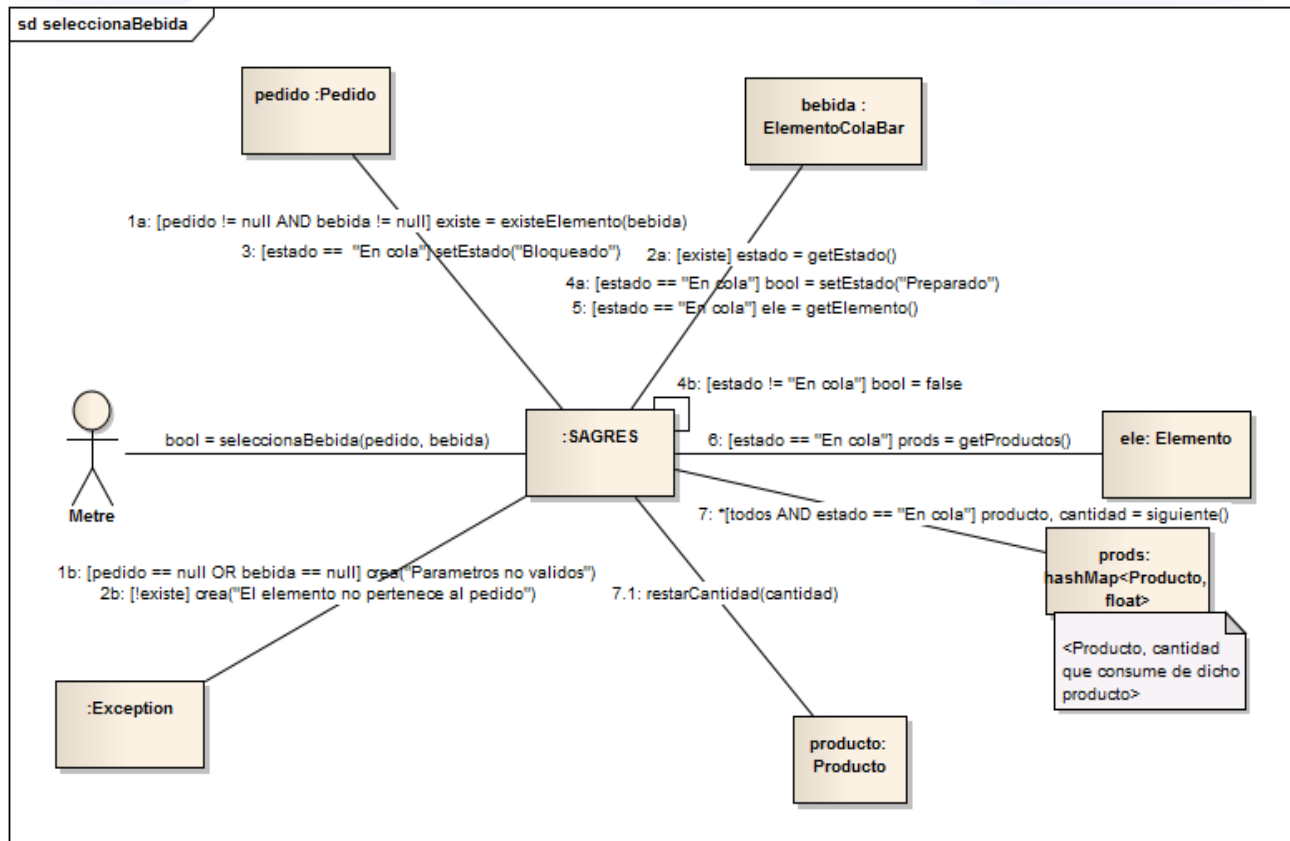 sd seleccionaBebida
pedido :Pedido
bebida :
ElementoColaBar
1a: [pedido != null AND bebida != null] existe = existeElemento(bebida)
3: [estado == "En cola"] setEstado("Bloqueado")
2a: [existe] estado = getEstado()
4a: [estado == "En cola"] bool = setEstado("Preparado")
5: [estado == "En cola"] ele = getElemento()
4b: [estado != "En cola"] bool = false
:SAGRES
bool = seleccionaBebida(pedido, bebida)
Metre
6: [estado == "En cola"] prods = getProductos()
ele: Elemento
7: *[todos AND estado == "En cola"] producto, cantidad = siguiente()
prods:
hashMap<Producto,
float>
<Producto, cantidad
que consume de dicho
producto>
1b: [pedido == null OR bebida == null] crea("Parametros no validos")
2b: [!existe] crea("El elemento no pertenece al pedido")
7.1: restarCantidad(cantidad)
:Exception
producto:
Producto